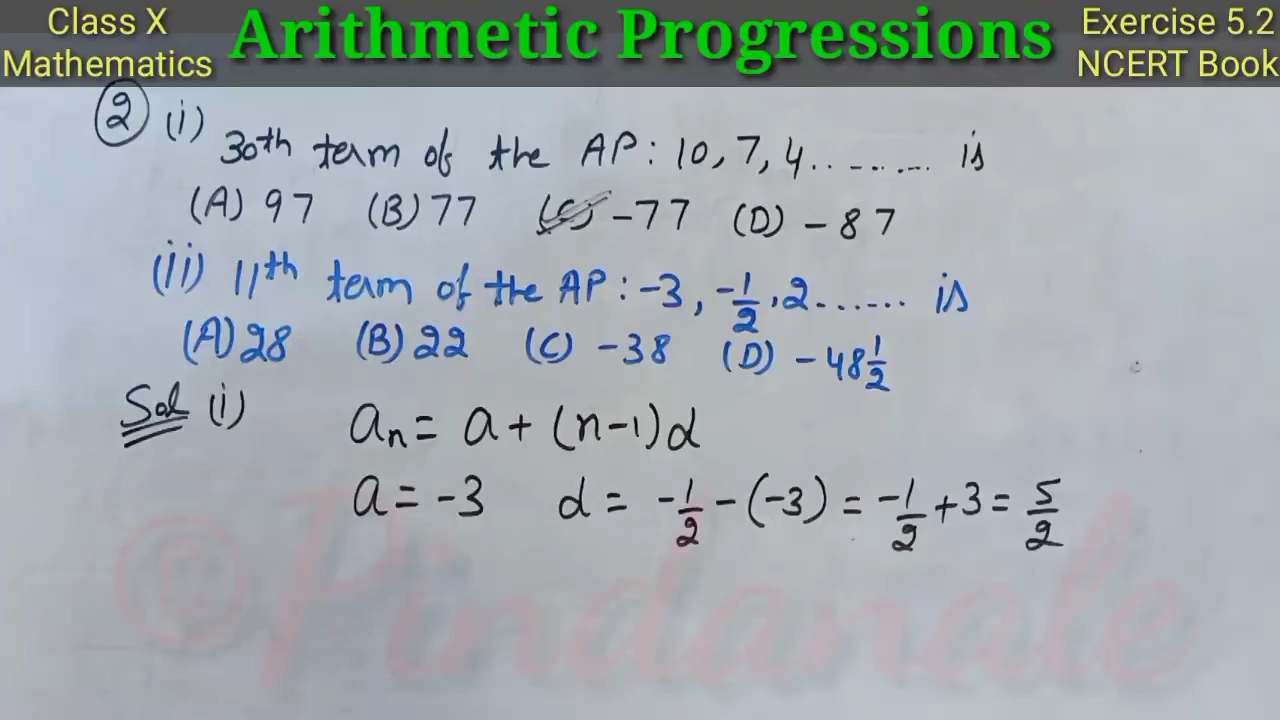 Class X
Mathematics
Arithmetic Progressions
Exercise 5.2
NCERT Book
② (i) 30th term of the AP: 10, 7, 4......... is
(A) 97 (B) 77 (C) -77 (D) -87
(ii) 11th term of the AP: -3, -1/2, 2....... is
(A) 28 (B) 22 (C) -38 (D) -48 1/2
Sol (i) aₙ = a + (n-1)d
a = -3 d = -1/2 - (-3) = -1/2 + 3 = 5/2
©Pindanale